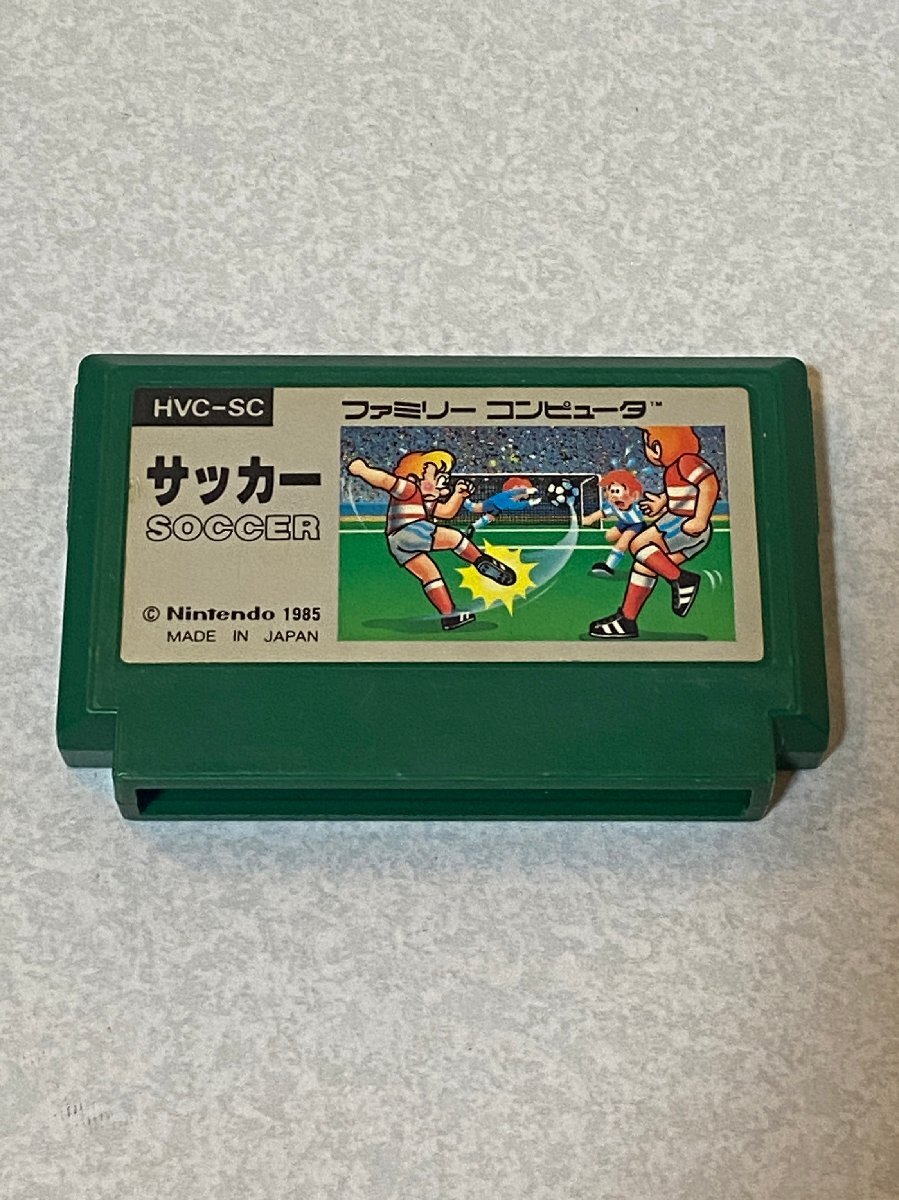 HVC-SC
ファミリー コンピュータ™
サッカー
SOCCER
© Nintendo 1985
MADE IN JAPAN